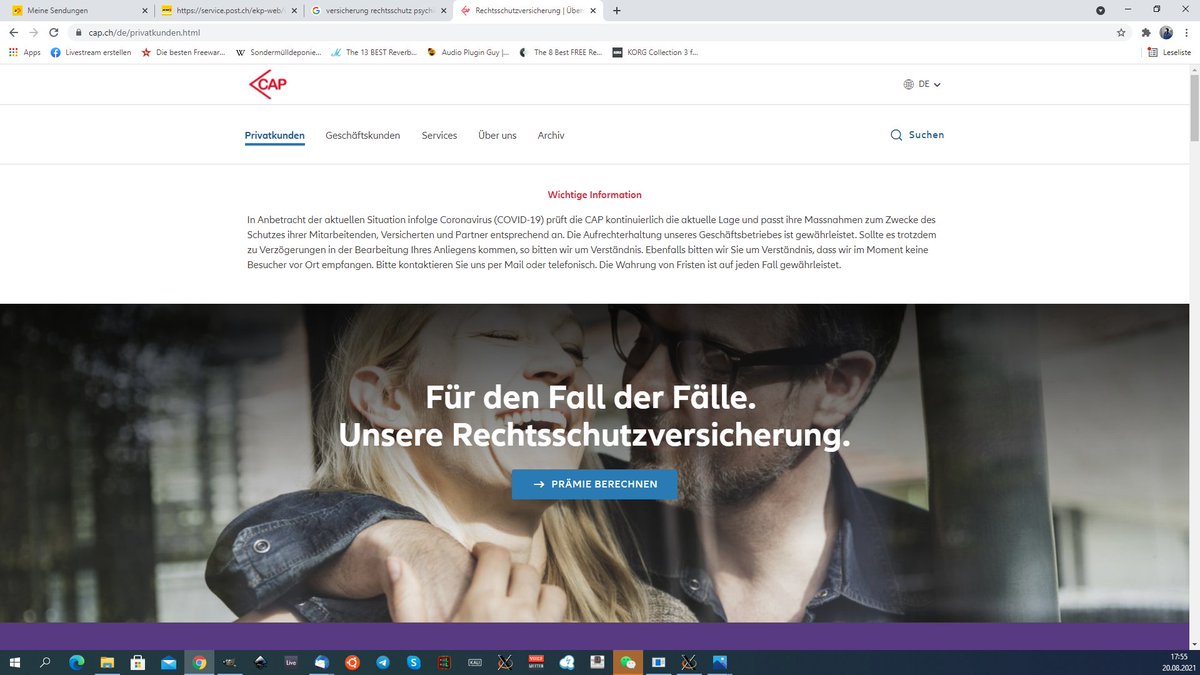 Meine Sendungen
https://service.post.ch/ekp-web/
versicherung rechtsschutz psych
Rechtsschutzversicherung | Über
cap.ch/de/privatkunden.html
Apps
Livestream erstellen
Die besten Freewar...
Sondermülldeponie...
The 13 BEST Reverb...
Audio Plugin Guy |...
The 8 Best FREE Re...
KORG Collection 3 f...
Leseliste
CAP
DE
Privatkunden
Geschäftskunden
Services
Über uns
Archiv
Suchen
Wichtige Information
In Anbetracht der aktuellen Situation infolge Coronavirus (COVID-19) prüft die CAP kontinuierlich die aktuelle Lage und passt ihre Massnahmen zum Zwecke des
Schutzes ihrer Mitarbeitenden, Versicherten und Partner entsprechend an. Die Aufrechterhaltung unseres Geschäftsbetriebes ist gewährleistet. Sollte es trotzdem
zu Verzögerungen in der Bearbeitung Ihres Anliegens kommen, so bitten wir um Verständnis. Ebenfalls bitten wir Sie um Verständnis, dass wir im Moment keine
Besucher vor Ort empfangen. Bitte kontaktieren Sie uns per Mail oder telefonisch. Die Wahrung von Fristen ist auf jeden Fall gewährleistet.
Für den Fall der Fälle.
Unsere Rechtsschutzversicherung.
PRÄMIE BERECHNEN
Live
17:55
20.08.2021